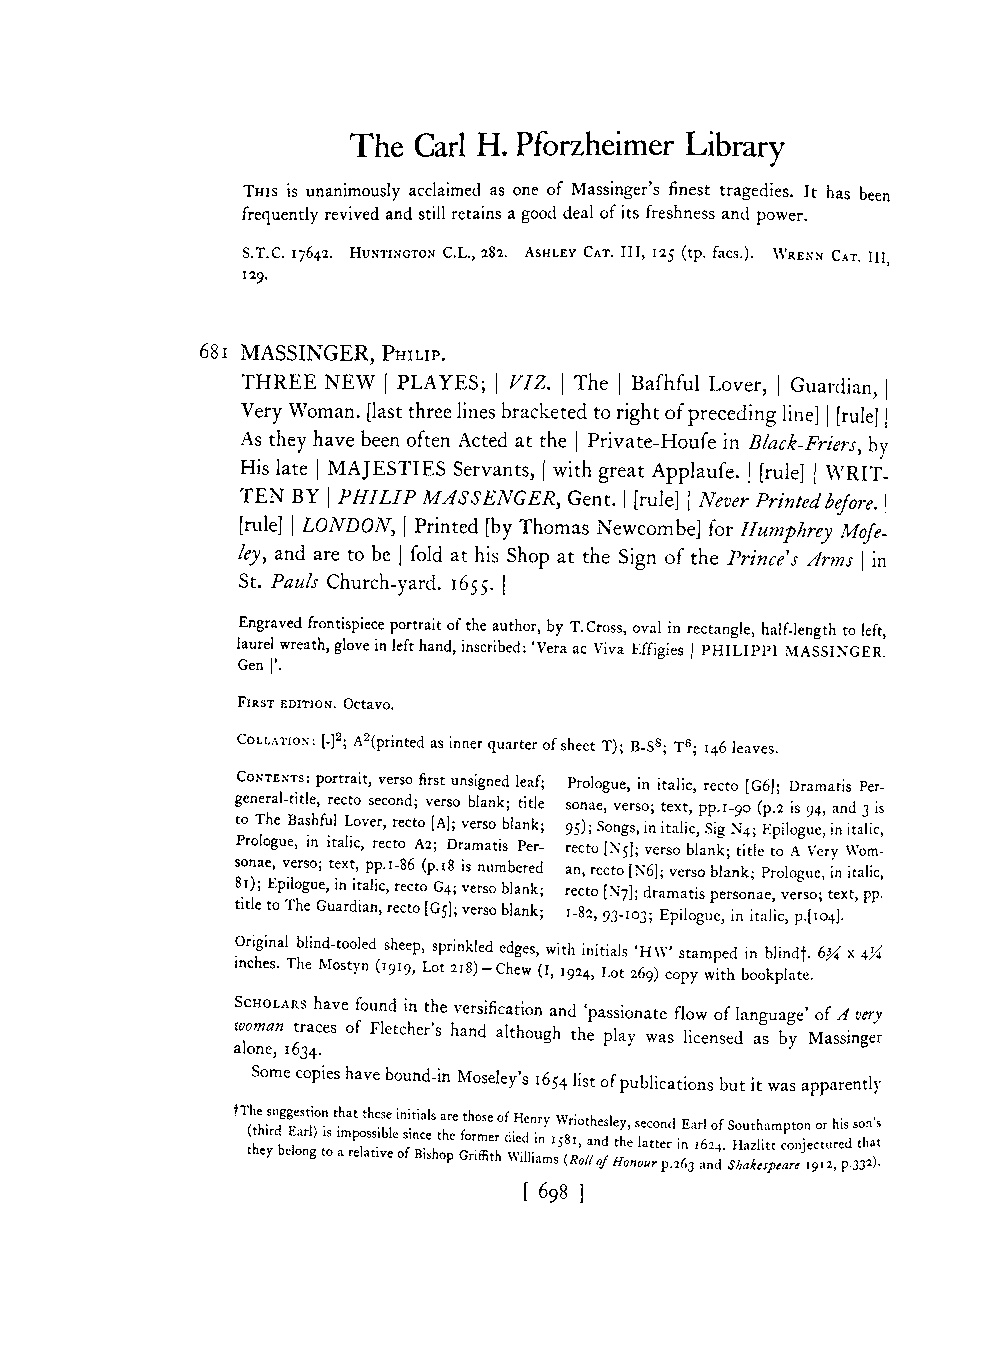 The Carl H. Pforzheimer Library
THIS is unanimously acclaimed as one of Massinger's finest tragedies. It has been
frequently revived and still retains a good deal of its freshness and power.
S.T.C. 17642. HUNTINGTON C.L., 282. ASHLEY CAT. III, 125 (tp. facs.). WRENN CAT. III,
129.
681 MASSINGER, PHILIP.
THREE NEW | PLAYES; | VIZ. | The | Baſhful Lover, | Guardian, |
Very Woman. [last three lines bracketed to right of preceding line] | [rule] |
As they have been often Acted at the | Private-Houſe in Black-Friers, by
His late | MAJESTIES Servants, | with great Applauſe. | [rule] | WRIT-
TEN BY | PHILIP MASSENGER, Gent. | [rule] | Never Printed before. |
[rule] | LONDON, | Printed [by Thomas Newcombe] for Humphrey Moſe-
ley, and are to be | ſold at his Shop at the Sign of the Prince's Arms | in
St. Pauls Church-yard. 1655. |
Engraved frontispiece portrait of the author, by T.Cross, oval in rectangle, half-length to left,
laurel wreath, glove in left hand, inscribed: 'Vera ac Viva Effigies | PHILIPPI MASSINGER.
Gen |'.
FIRST EDITION. Octavo.
COLLATION: [-]²; A²(printed as inner quarter of sheet T); B-S⁸; T⁶; 146 leaves.
CONTENTS: portrait, verso first unsigned leaf;
general-title, recto second; verso blank; title
to The Bashful Lover, recto [A]; verso blank;
Prologue, in italic, recto A2; Dramatis Per-
sonae, verso; text, pp.1-86 (p.18 is numbered
81); Epilogue, in italic, recto G4; verso blank;
title to The Guardian, recto [G5]; verso blank;
Prologue, in italic, recto [G6]; Dramatis Per-
sonae, verso; text, pp.1-90 (p.2 is 94, and 3 is
95); Songs, in italic, Sig N4; Epilogue, in italic,
recto [N5]; verso blank; title to A Very Wom-
an, recto [N6]; verso blank; Prologue, in italic,
recto [N7]; dramatis personae, verso; text, pp.
1-82, 93-103; Epilogue, in italic, p.[104].
Original blind-tooled sheep, sprinkled edges, with initials 'HW' stamped in blind†. 6¾ x 4¼
inches. The Mostyn (1919, Lot 218) — Chew (I, 1924, Lot 269) copy with bookplate.
SCHOLARS have found in the versification and 'passionate flow of language' of A very
woman traces of Fletcher's hand although the play was licensed as by Massinger
alone, 1634.
Some copies have bound-in Moseley's 1654 list of publications but it was apparently
†The suggestion that these initials are those of Henry Wriothesley, second Earl of Southampton or his son's
(third Earl) is impossible since the former died in 1581, and the latter in 1624. Hazlitt conjectured that
they belong to a relative of Bishop Griffith Williams (Roll of Honour p.263 and Shakespeare 1912, p.332).
[ 698 ]